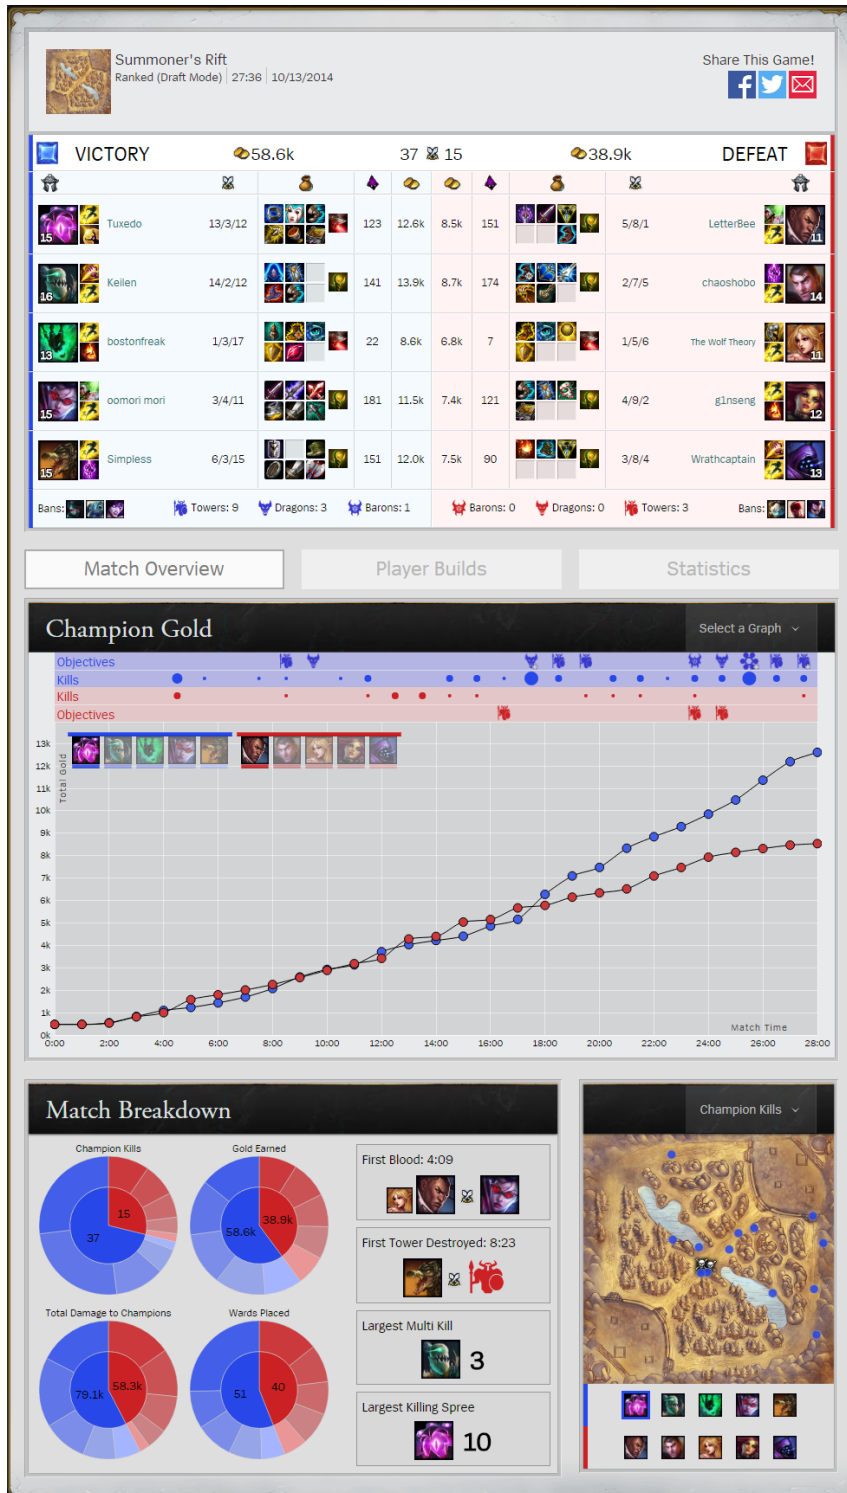 Summoner's Rift
Share This Game!
Ranked (Draft Mode) 27:36 10/13/2014
VICTORY 58.6k 37 15 38.9k DEFEAT
15 Tuxedo 13/3/12 123 12.6k 8.5k 151 5/8/1 LetterBee 11
16 Keilen 14/2/12 141 13.9k 8.7k 174 2/7/5 chaoshobo 14
13 bostonfreak 1/3/17 22 8.6k 6.8k 7 1/5/6 The Wolf Theory 11
15 oomori mori 3/4/11 181 11.5k 7.4k 121 4/9/2 g1nseng 12
15 Simpless 6/3/15 151 12.0k 7.5k 90 3/8/4 Wrathcaptain 13
Bans: Towers: 9 Dragons: 3 Barons: 1 Barons: 0 Dragons: 0 Towers: 3 Bans:
Match Overview Player Builds Statistics
Champion Gold Select a Graph
Objectives
Kills
Kills
Objectives
13k
12k
11k
10k
9k
8k
7k
6k
5k
4k
3k
2k
1k
0k
Total Gold
Match Time
0:00 2:00 4:00 6:00 8:00 10:00 12:00 14:00 16:00 18:00 20:00 22:00 24:00 26:00 28:00
Match Breakdown
Champion Kills
Champion Kills Gold Earned
15
37
38.9k
58.6k
First Blood: 4:09
First Tower Destroyed: 8:23
Total Damage to Champions Wards Placed
58.3k
79.1k
40
51
Largest Multi Kill
3
Largest Killing Spree
10